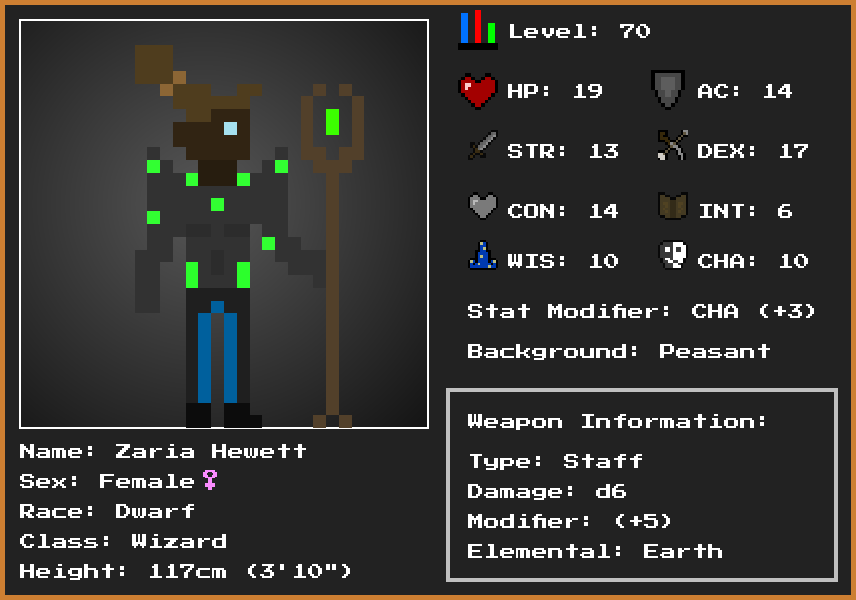 Level: 70
HP: 19
AC: 14
STR: 13
DEX: 17
CON: 14
INT: 6
WIS: 10
CHA: 10
Stat Modifier: CHA (+3)
Background: Peasant
Weapon Information:
Type: Staff
Damage: d6
Modifier: (+5)
Elemental: Earth
Name: Zaria Hewett
Sex: Female♀
Race: Dwarf
Class: Wizard
Height: 117cm (3'10")